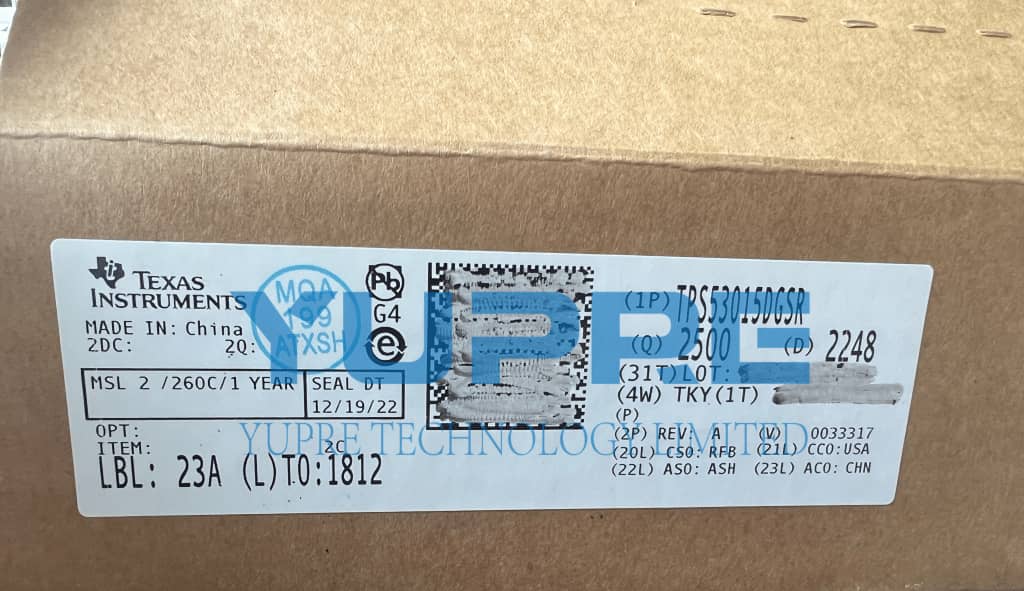 TEXAS
INSTRUMENTS
MADE IN: China
2DC: 2Q:
MQA
199
ATXSH
Pb
G4
e
MSL 2 /260C/1 YEAR
SEAL DT
12/19/22
OPT:
ITEM: 2C
LBL: 23A (L)TO:1812
(1P) TPS53015DGSR
(Q) 2500 (D) 2248
(31T)LOT:
(4W) TKY(1T)
(P)
(2P) REV: A (V) 0033317
(20L) CSO: RFB (21L) CCO:USA
(22L) ASO: ASH (23L) ACO: CHN
YUPRE
YUPRE TECHNOLOGY LIMITED